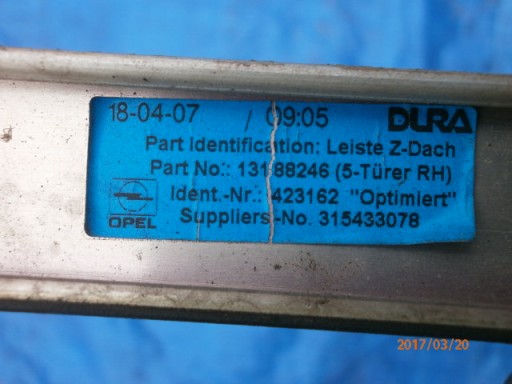 18-04-07 / 09:05 DURA
Part Identification: Leiste Z-Dach
Part No.: 13188246 (5-Türer RH)
Ident.-Nr.: 423162 "Optimiert"
OPEL Suppliers-No. 315433078
2017/03/20